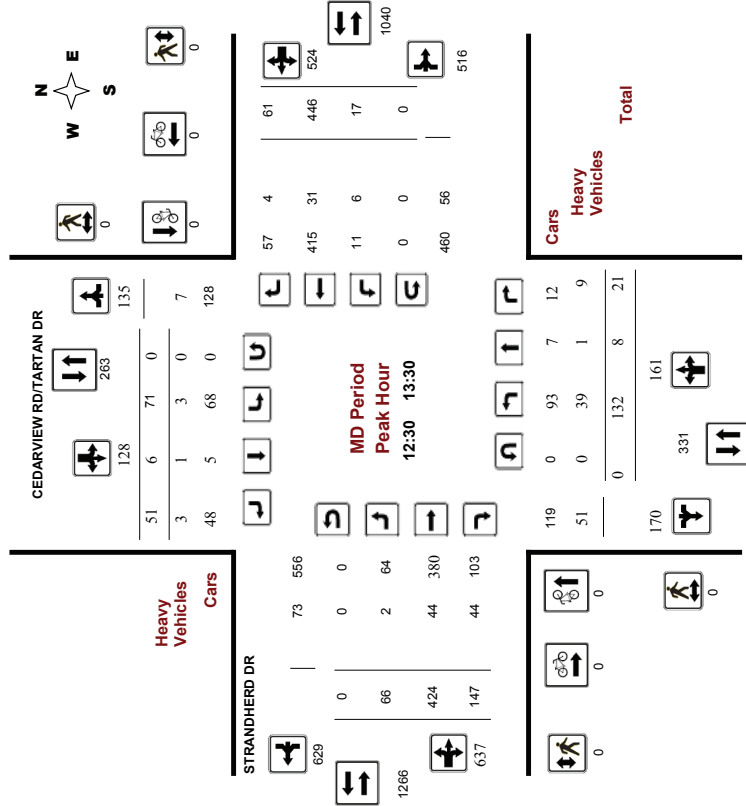 N
W E
S
0
0
0
0
CEDARVIEW RD/TARTAN DR
263
128
135
51 6 71 0
Heavy Vehicles 3 1 3 0 7
Cars 48 5 68 0 128
STRANDHERD DR
629
1266
637
73 556
0 0 0
66 2 64
424 44 380
147 44 103
MD Period
Peak Hour
12:30 13:30
57 4 61
415 31 446
11 6 17
0 0 0
460 56
524
1040
516
119 0 93 7 12 Cars
51 0 39 1 9 Heavy Vehicles
0 132 8 21 Total
170
161
331
0
0
0
0